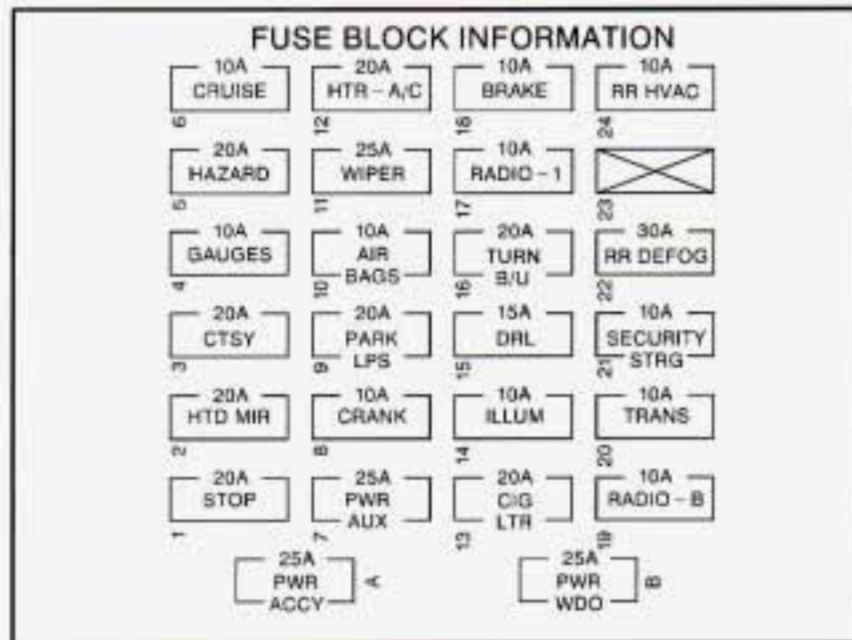 FUSE BLOCK INFORMATION
10A 20A 10A 10A
CRUISE HTR - A/C BRAKE RR HVAC
6 12 18 24
20A 25A 10A
HAZARD WIPER RADIO - 1
5 11 17 23
10A 10A 20A 30A
GAUGES AIR TURN RR DEFOG
BAGS B/U
4 10 16 22
20A 20A 15A 10A
CTSY PARK DRL SECURITY
LPS STRG
3 9 15 21
20A 10A 10A 10A
HTD MIR CRANK ILLUM TRANS
2 8 14 20
20A 25A 20A 10A
STOP PWR CIG RADIO - B
AUX LTR
1 7 13 19
25A 25A
PWR A PWR B
ACCY WDO